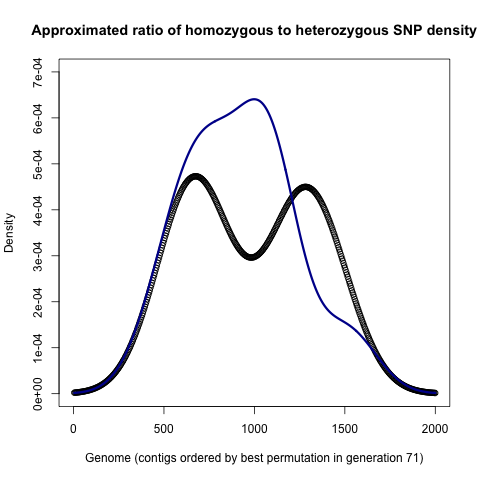 Approximated ratio of homozygous to heterozygous SNP density
7e-04
6e-04
5e-04
4e-04
3e-04
2e-04
1e-04
0e+00
Density
0 500 1000 1500 2000
Genome (contigs ordered by best permutation in generation 71)